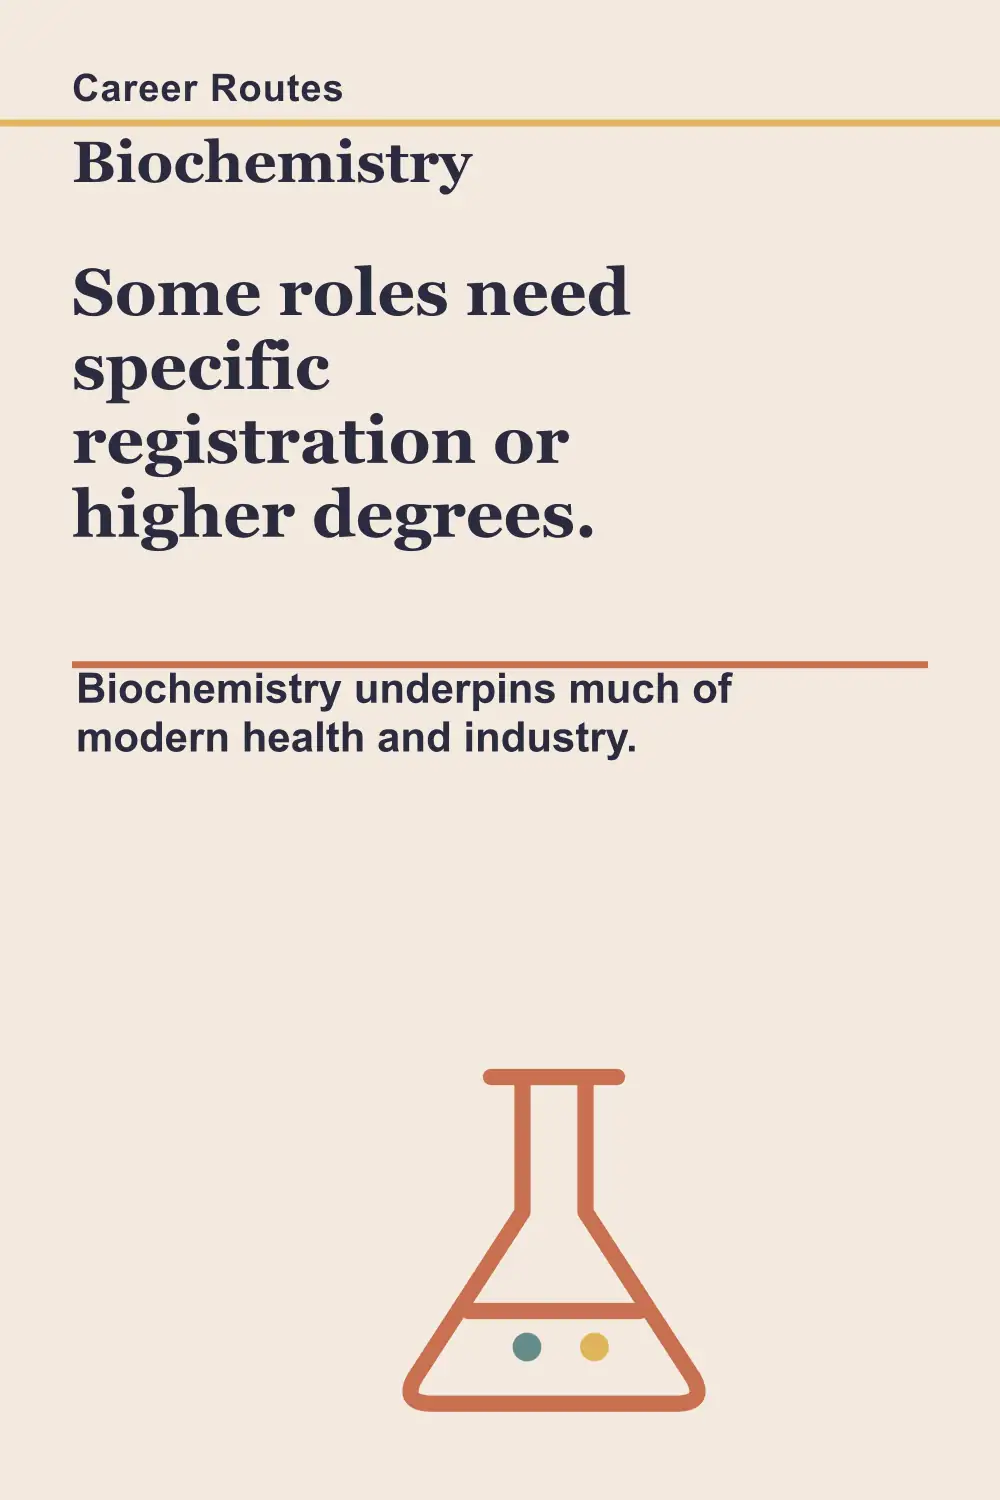 Career Routes
Biochemistry
Some roles need
specific
registration or
higher degrees.
Biochemistry underpins much of
modern health and industry.